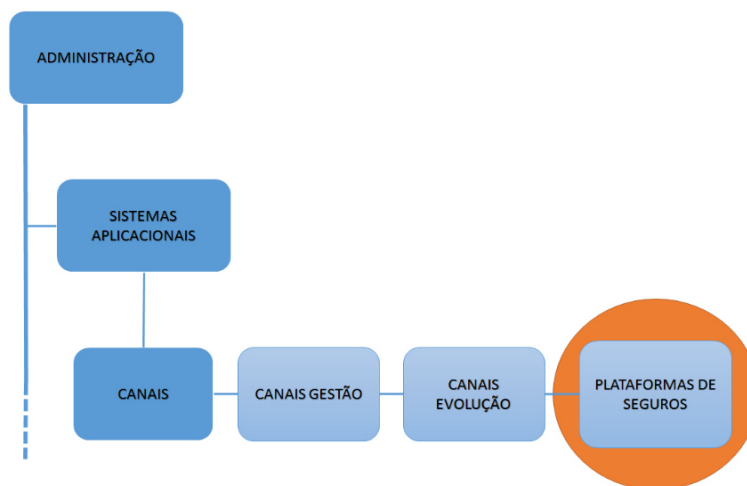 ADMINISTRAÇÃO
SISTEMAS
APLICACIONAIS
CANAIS
CANAIS GESTÃO
CANAIS
EVOLUÇÃO
PLATAFORMAS DE
SEGUROS